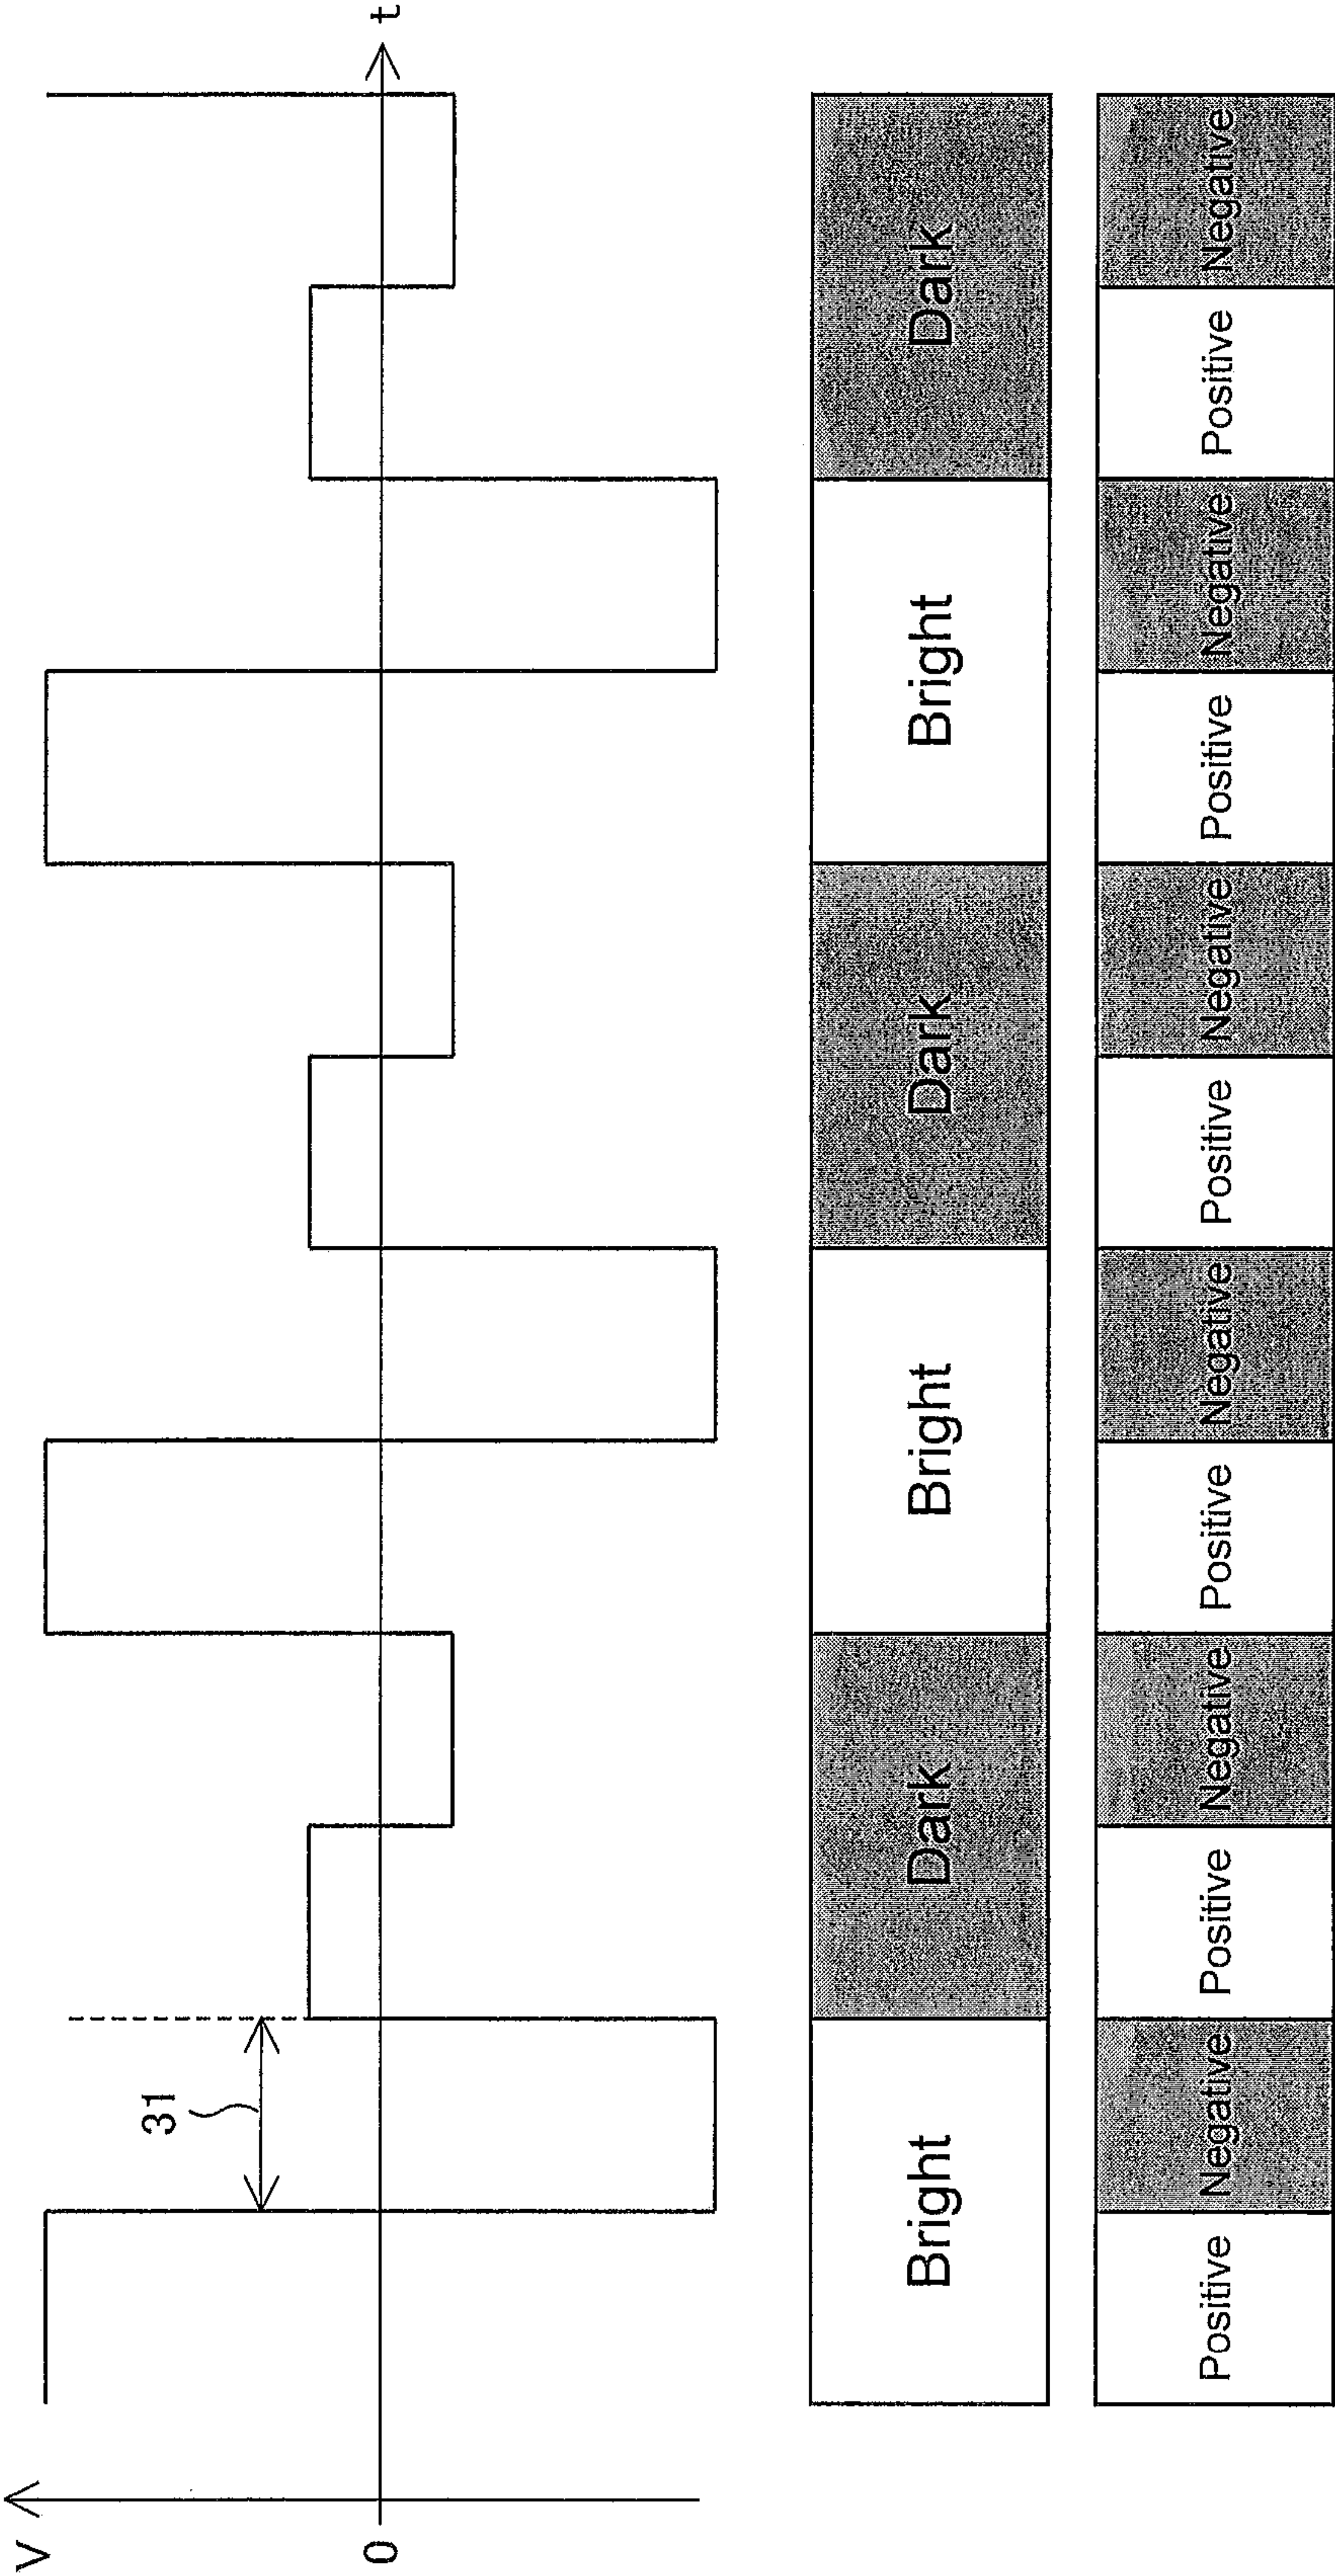 V
0
t
31
Bright Dark Bright Dark Bright Dark
Positive Negative Positive Negative Positive Negative Positive Negative Positive Negative Positive Negative